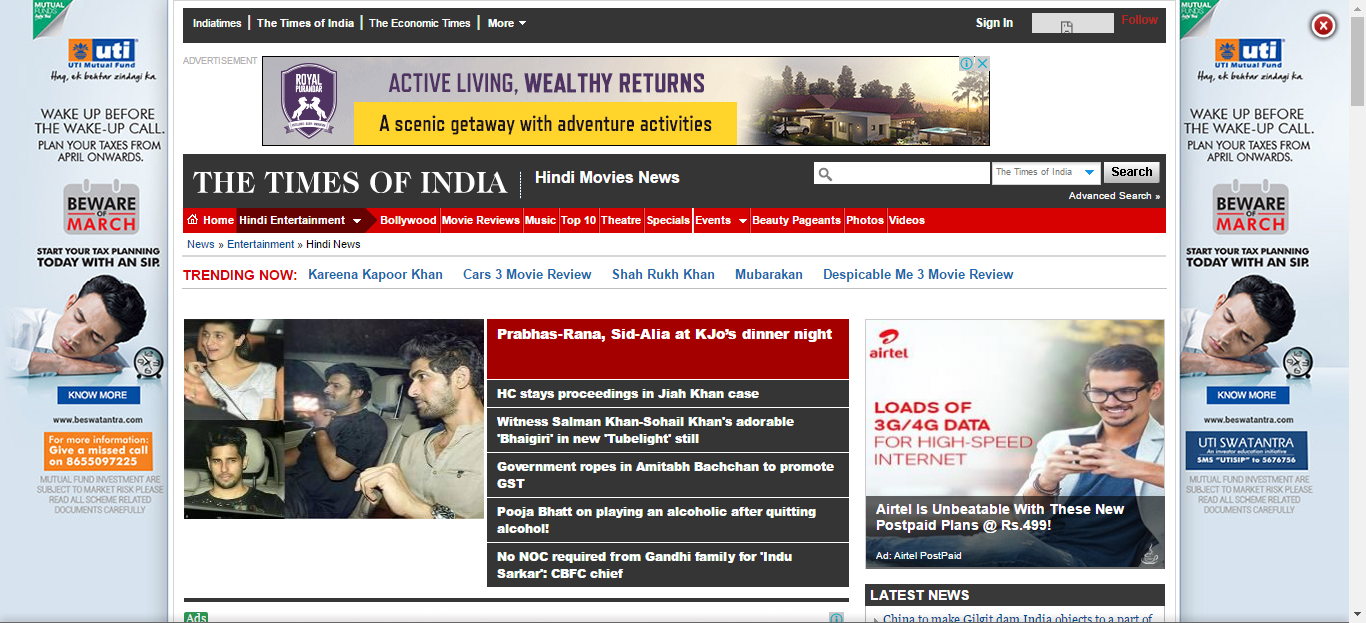 MUTUAL
FUNDS
Sahi Hai
uti
UTI Mutual Fund
Haq, ek behtar zindagi ka.
WAKE UP BEFORE
THE WAKE-UP CALL.
PLAN YOUR TAXES FROM
APRIL ONWARDS.
BEWARE
OF
MARCH
START YOUR TAX PLANNING
TODAY WITH AN SIP.
KNOW MORE
www.beswatantra.com
For more information:
Give a missed call
on 8655097225
MUTUAL FUND INVESTMENT ARE
SUBJECT TO MARKET RISK PLEASE
READ ALL SCHEME RELATED
DOCUMENTS CAREFULLY
Indiatimes | The Times of India | The Economic Times | More
Sign In
Follow
ADVERTISEMENT
ROYAL
PURANDAR
ACTIVE LIVING, WEALTHY RETURNS
A scenic getaway with adventure activities
THE TIMES OF INDIA
Hindi Movies News
The Times of India
Search
Advanced Search »
Home Hindi Entertainment Bollywood Movie Reviews Music Top 10 Theatre Specials Events Beauty Pageants Photos Videos
News » Entertainment » Hindi News
TRENDING NOW: Kareena Kapoor Khan Cars 3 Movie Review Shah Rukh Khan Mubarakan Despicable Me 3 Movie Review
Prabhas-Rana, Sid-Alia at KJo's dinner night
HC stays proceedings in Jiah Khan case
Witness Salman Khan-Sohail Khan's adorable
'Bhaigiri' in new 'Tubelight' still
Government ropes in Amitabh Bachchan to promote
GST
Pooja Bhatt on playing an alcoholic after quitting
alcohol!
No NOC required from Gandhi family for 'Indu
Sarkar': CBFC chief
Ads
airtel
LOADS OF
3G/4G DATA
FOR HIGH-SPEED
INTERNET
Airtel Is Unbeatable With These New
Postpaid Plans @ Rs.499!
Ad: Airtel PostPaid
LATEST NEWS
China to make Gilgit dam India objects to a part of
MUTUAL
FUNDS
Sahi Hai
uti
UTI Mutual Fund
Haq, ek behtar zindagi ka.
WAKE UP BEFORE
THE WAKE-UP CALL.
PLAN YOUR TAXES FROM
APRIL ONWARDS.
BEWARE
OF
MARCH
START YOUR TAX PLANNING
TODAY WITH AN SIP.
KNOW MORE
www.beswatantra.com
UTI SWATANTRA
An investor education initiative
SMS "UTISIP" to 5676756
MUTUAL FUND INVESTMENT ARE
SUBJECT TO MARKET RISK PLEASE
READ ALL SCHEME RELATED
DOCUMENTS CAREFULLY